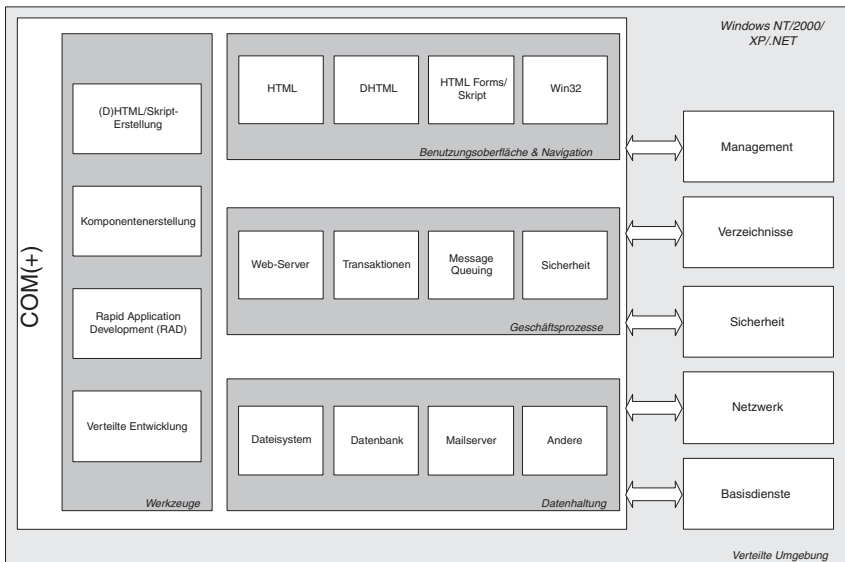 Windows NT/2000/
XP/.NET
COM(+)
(D)HTML/Skript-
Erstellung
Komponentenerstellung
Rapid Application
Development (RAD)
Verteilte Entwicklung
Werkzeuge
HTML
DHTML
HTML Forms/
Skript
Win32
Benutzungsoberfläche & Navigation
Web-Server
Transaktionen
Message
Queuing
Sicherheit
Geschäftsprozesse
Dateisystem
Datenbank
Mailserver
Andere
Datenhaltung
Management
Verzeichnisse
Sicherheit
Netzwerk
Basisdienste
Verteilte Umgebung